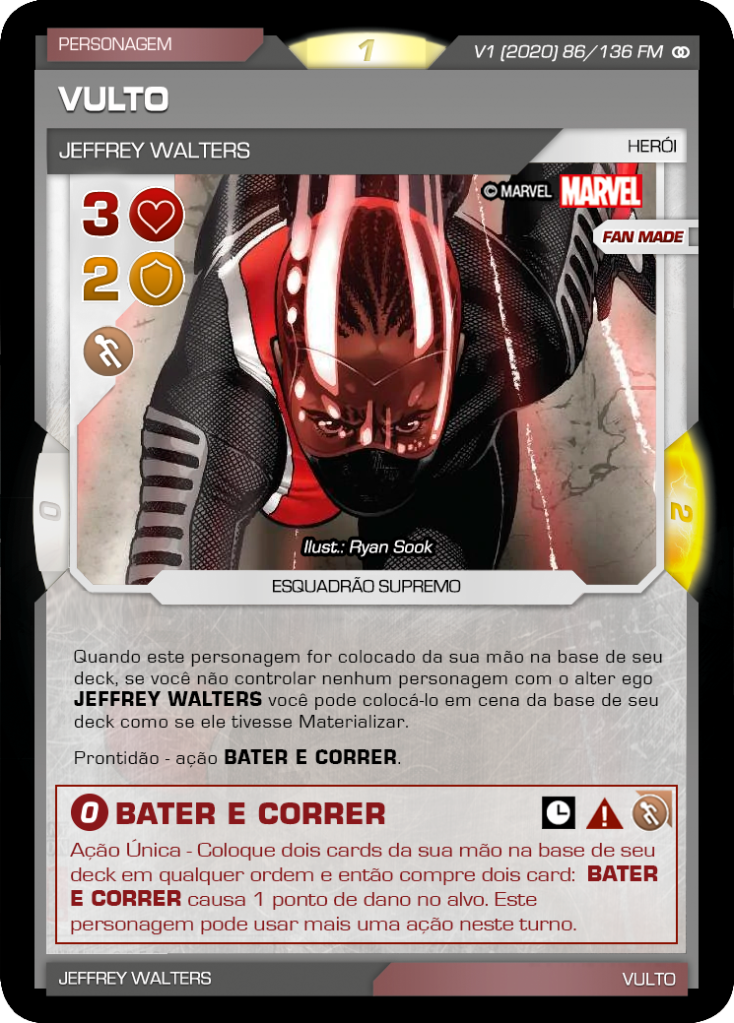 PERSONAGEM
1
V1 (2020) 86/136 FM
VULTO
JEFFREY WALTERS
HERÓI
© MARVEL MARVEL
3
FAN MADE
2
0
2
Ilust.: Ryan Sook
ESQUADRÃO SUPREMO
Quando este personagem for colocado da sua mão na base de seu
deck, se você não controlar nenhum personagem com o alter ego
JEFFREY WALTERS você pode colocá-lo em cena da base de seu
deck como se ele tivesse Materializar.
Prontidão - ação BATER E CORRER.
0 BATER E CORRER
Ação Única - Coloque dois cards da sua mão na base de seu
deck em qualquer ordem e então compre dois card: BATER
E CORRER causa 1 ponto de dano no alvo. Este
personagem pode usar mais uma ação neste turno.
JEFFREY WALTERS
VULTO